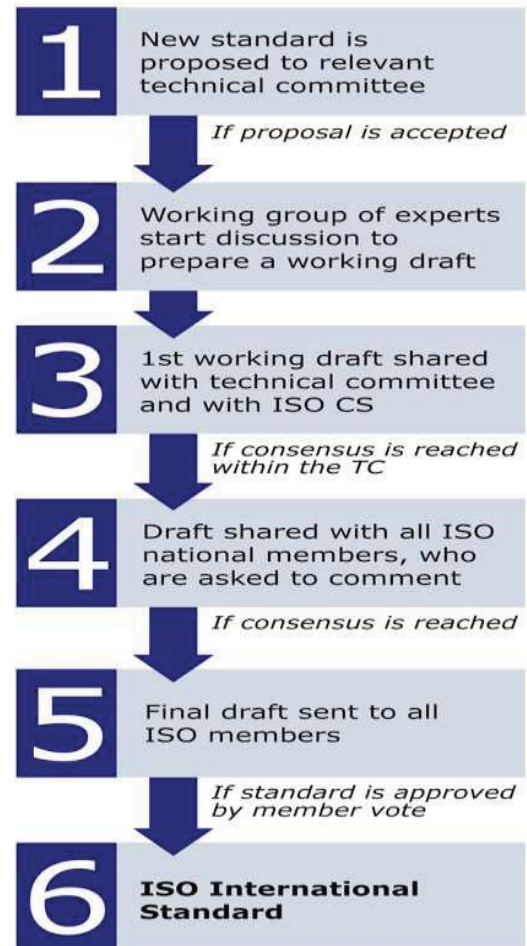 1
New standard is
proposed to relevant
technical committee
If proposal is accepted
2
Working group of experts
start discussion to
prepare a working draft
3
1st working draft shared
with technical committee
and with ISO CS
If consensus is reached
within the TC
4
Draft shared with all ISO
national members, who
are asked to comment
If consensus is reached
5
Final draft sent to all
ISO members
If standard is approved
by member vote
6
ISO International
Standard